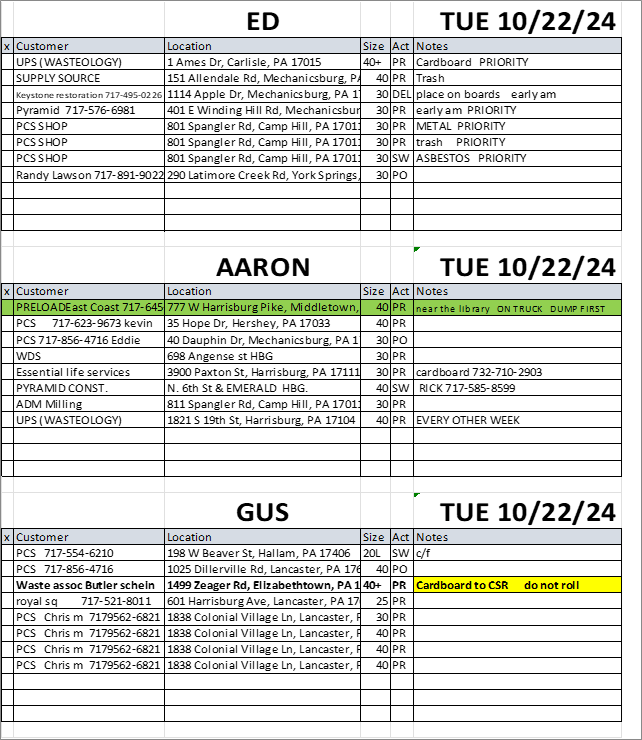 ED TUE 10/22/24
x Customer Location Size Act Notes
UPS (WASTEOLOGY) 1 Ames Dr, Carlisle, PA 17015 40+ PR Cardboard PRIORITY
SUPPLY SOURCE 151 Allendale Rd, Mechanicsburg, PA 40 PR Trash
Keystone restoration 717-495-0226 1114 Apple Dr, Mechanicsburg, PA 1 30 DEL place on boards early am
Pyramid 717-576-6981 401 E Winding Hill Rd, Mechanicsbur 30 PR early am PRIORITY
PCS SHOP 801 Spangler Rd, Camp Hill, PA 1701 30 PR METAL PRIORITY
PCS SHOP 801 Spangler Rd, Camp Hill, PA 1701 30 PR trash PRIORITY
PCS SHOP 801 Spangler Rd, Camp Hill, PA 1701 30 SW ASBESTOS PRIORITY
Randy Lawson 717-891-9022 290 Latimore Creek Rd, York Springs, 30 PO
AARON TUE 10/22/24
x Customer Location Size Act Notes
PRELOADEast Coast 717-645 777 W Harrisburg Pike, Middletown, 40 PR near the library ON TRUCK DUMP FIRST
PCS 717-623-9673 kevin 35 Hope Dr, Hershey, PA 17033 40 PR
PCS 717-856-4716 Eddie 40 Dauphin Dr, Mechanicsburg, PA 1 30 PO
WDS 698 Angense st HBG 30 PR
Essential life services 3900 Paxton St, Harrisburg, PA 17111 30 PR cardboard 732-710-2903
PYRAMID CONST. N. 6th St & EMERALD HBG. 40 SW RICK 717-585-8599
ADM Milling 811 Spangler Rd, Camp Hill, PA 1701 30 PR
UPS (WASTEOLOGY) 1821 S 19th St, Harrisburg, PA 17104 40 PR EVERY OTHER WEEK
GUS TUE 10/22/24
x Customer Location Size Act Notes
PCS 717-554-6210 198 W Beaver St, Hallam, PA 17406 20L SW c/f
PCS 717-856-4716 1025 Dillerville Rd, Lancaster, PA 176 40 PO
Waste assoc Butler schein 1499 Zeager Rd, Elizabethtown, PA 1 40+ PR Cardboard to CSR do not roll
royal sq 717-521-8011 601 Harrisburg Ave, Lancaster, PA 17 25 PR
PCS Chris m 7179562-6821 1838 Colonial Village Ln, Lancaster, P 30 PR
PCS Chris m 7179562-6821 1838 Colonial Village Ln, Lancaster, P 40 PR
PCS Chris m 7179562-6821 1838 Colonial Village Ln, Lancaster, P 40 PR
PCS Chris m 7179562-6821 1838 Colonial Village Ln, Lancaster, P 40 PR